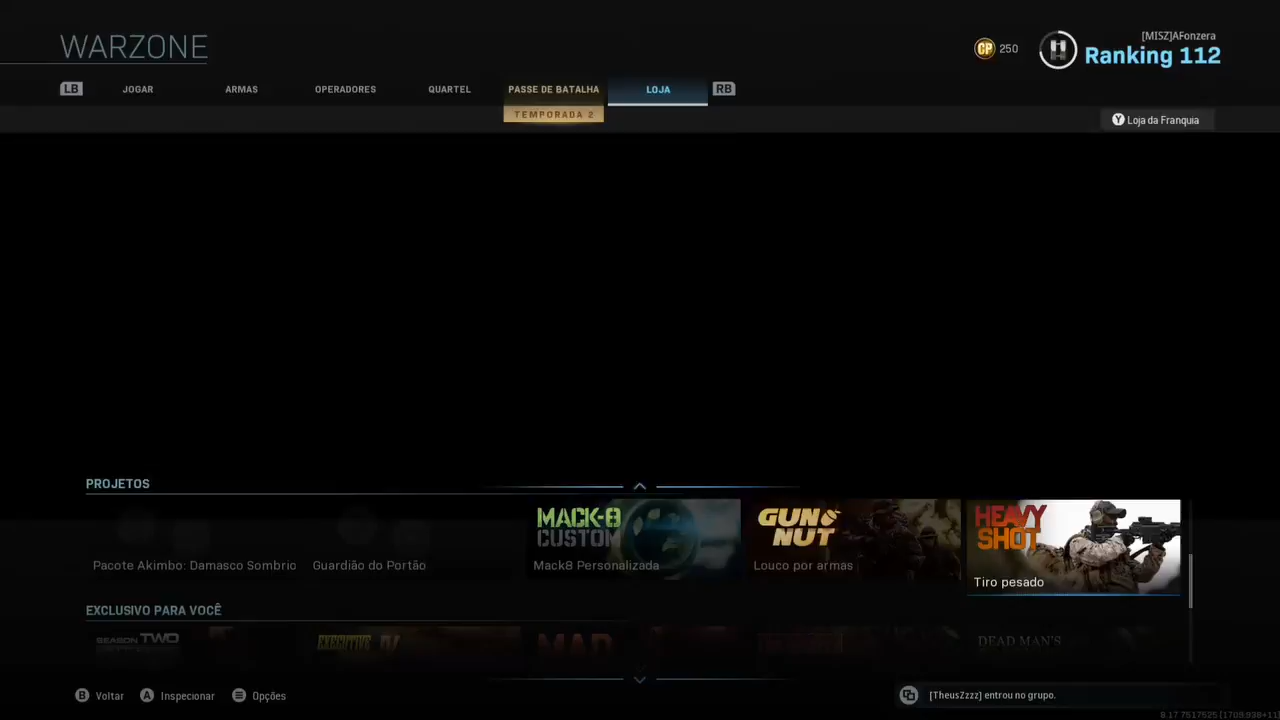 WARZONE
CP 250
[MISZ]AFonzera
Ranking 112
LB JOGAR ARMAS OPERADORES QUARTEL PASSE DE BATALHA LOJA RB
TEMPORADA 2
Y Loja da Franquia
PROJETOS
MACK-8
CUSTOM
GUN
NUT
HEAVY
SHOT
Pacote Akimbo: Damasco Sombrio
Guardião do Portão
Mack8 Personalizada
Louco por armas
Tiro pesado
EXCLUSIVO PARA VOCÊ
SEASON TWO
EXECUTIVE
MAD
DEAD MAN'S
B Voltar A Inspecionar Opções
[TheusZzzz] entrou no grupo.